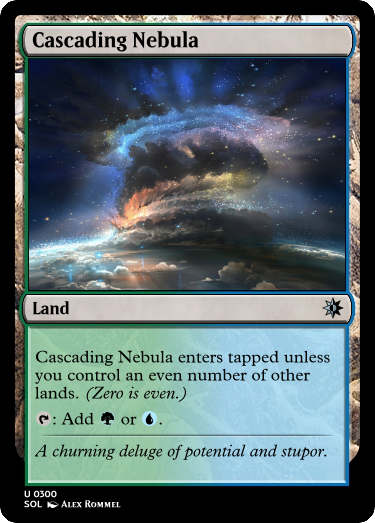 Cascading Nebula
Land
Cascading Nebula enters tapped unless
you control an even number of other
lands. (Zero is even.)
: Add or .
A churning deluge of potential and stupor.
U 0300
SOL Alex Rommel